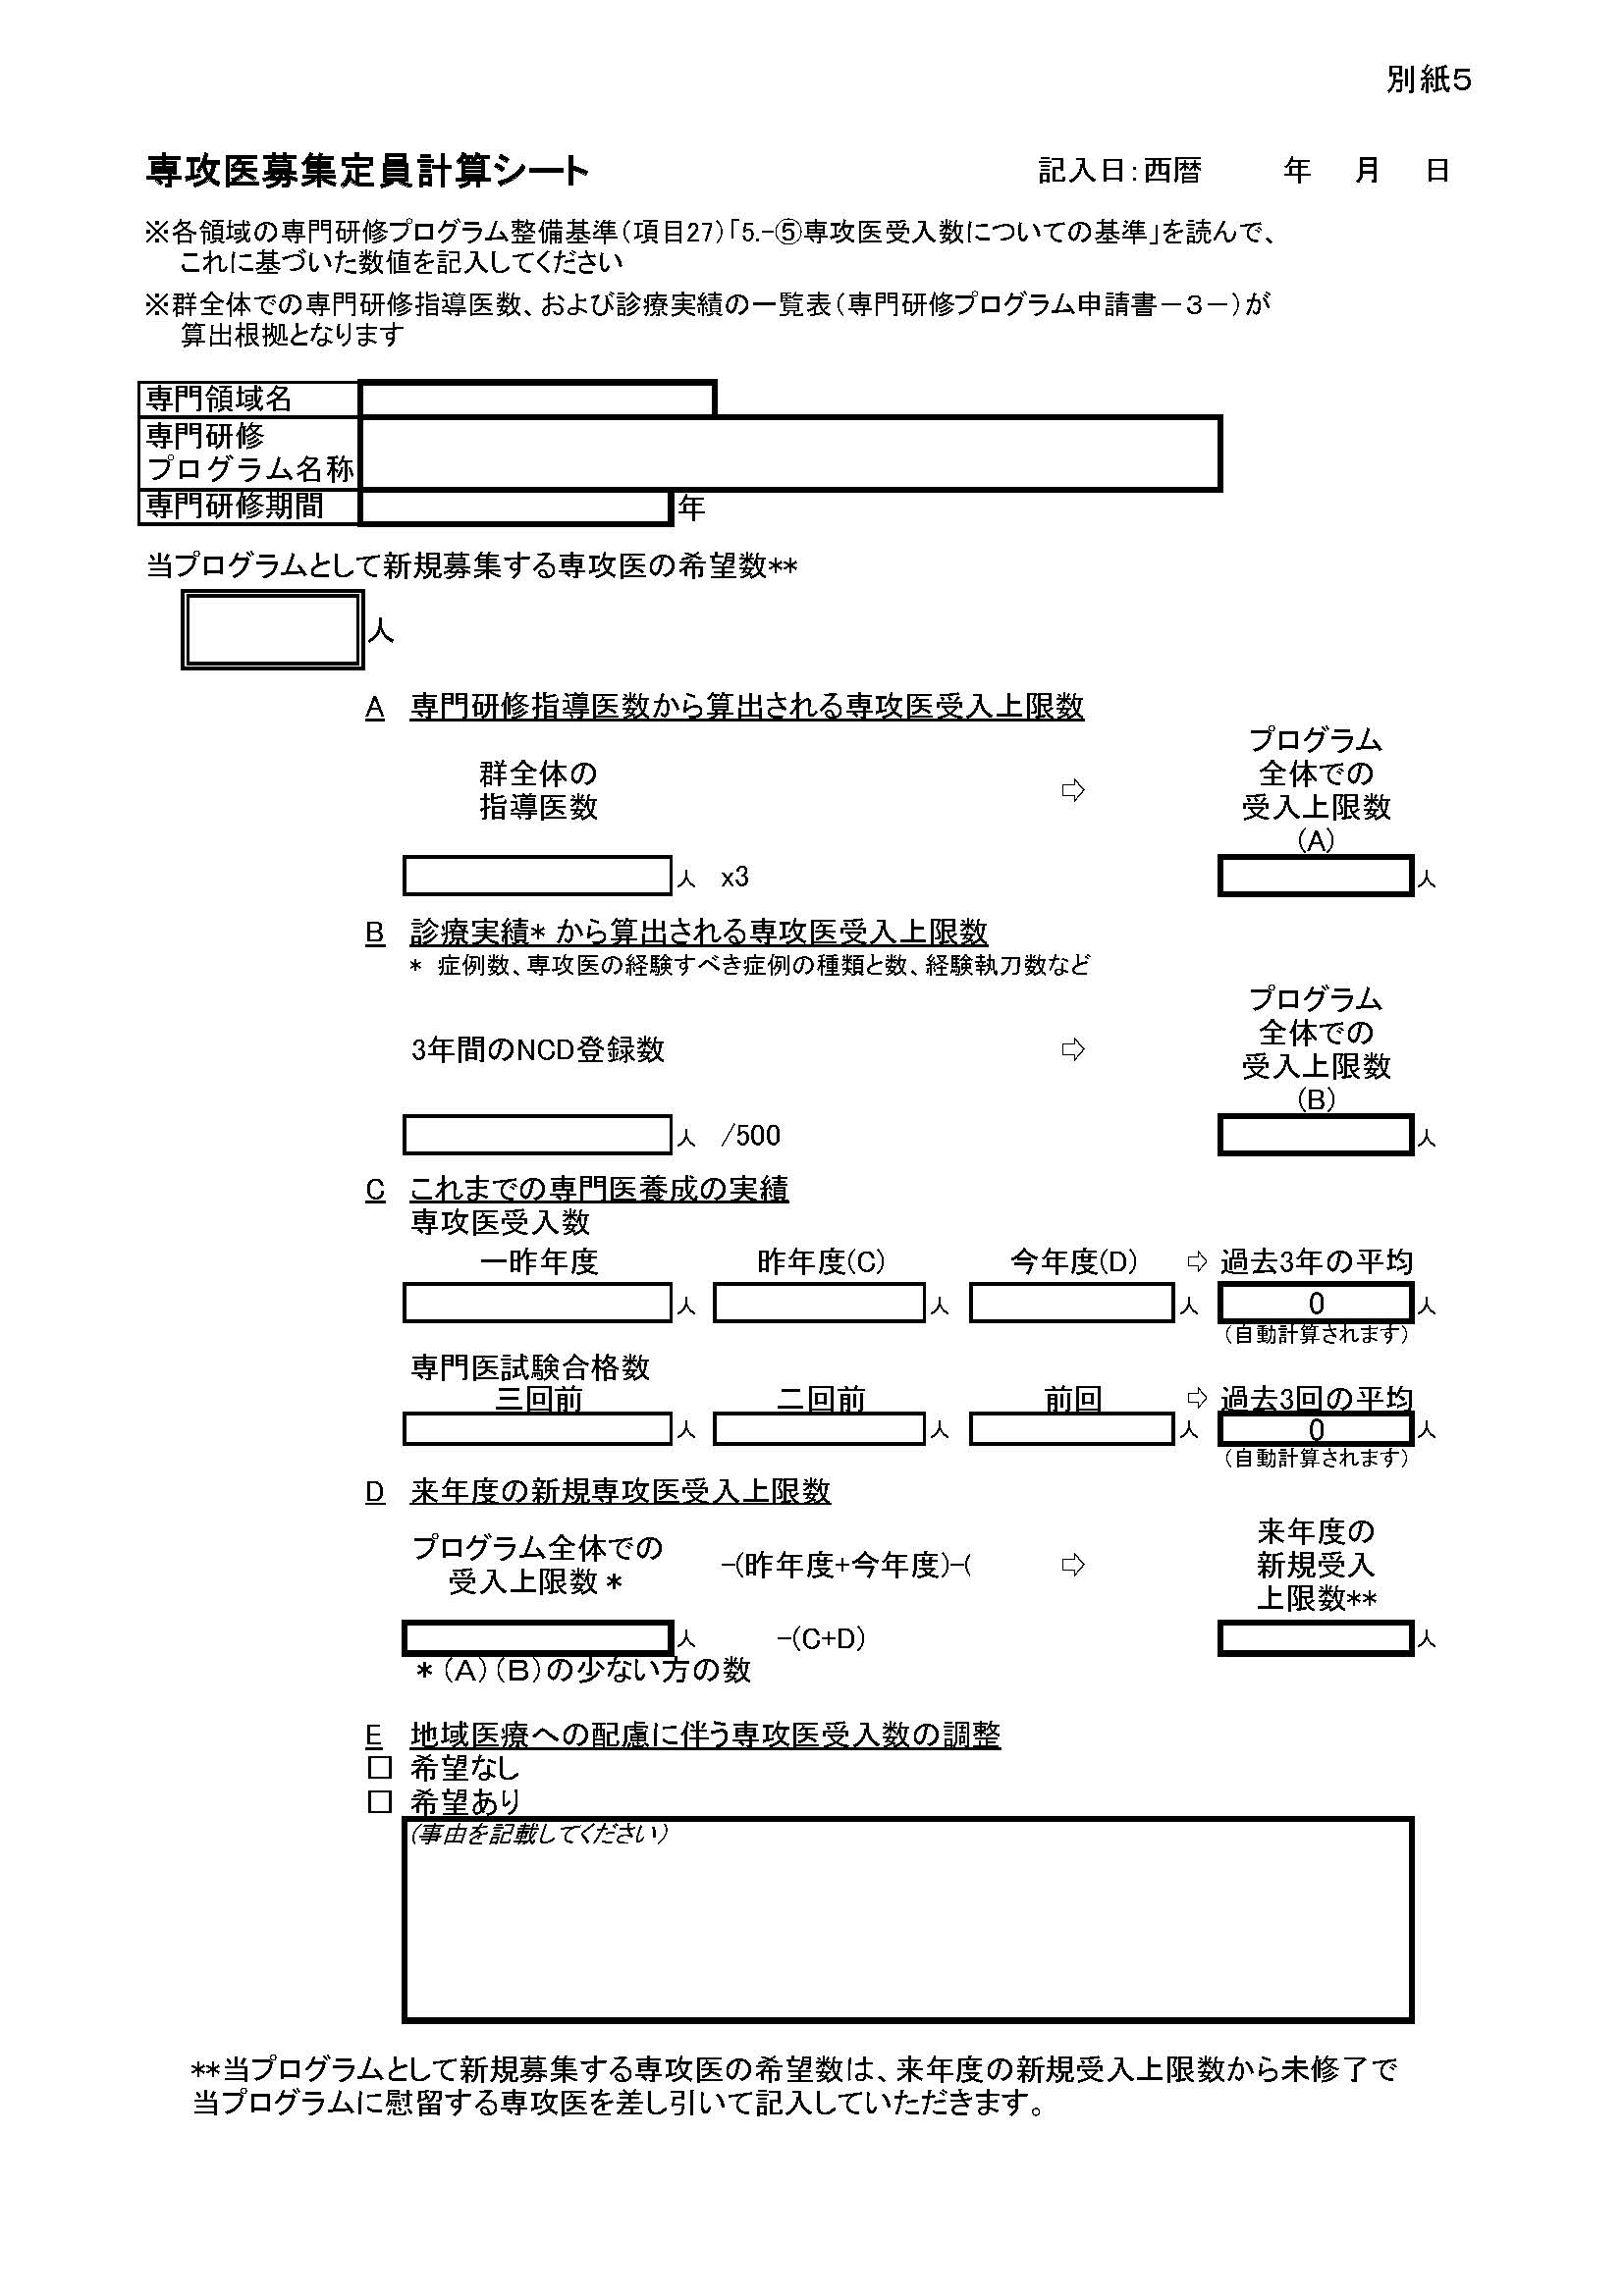 別紙5
専攻医募集定員計算シート 記入日：西暦 年 月 日
※各領域の専門研修プログラム整備基準（項目27）「5.-⑤専攻医受入数についての基準」を読んで、
これに基づいた数値を記入してください
※群全体での専門研修指導医数、および診療実績の一覧表（専門研修プログラム申請書－３－）が
算出根拠となります
専門領域名
専門研修
プログラム名称
専門研修期間 年
当プログラムとして新規募集する専攻医の希望数**
人
A 専門研修指導医数から算出される専攻医受入上限数
群全体の
指導医数
⇨
プログラム
全体での
受入上限数
(A)
人 x3 人
B 診療実績* から算出される専攻医受入上限数
* 症例数、専攻医の経験すべき症例の種類と数、経験執刀数など
3年間のNCD登録数
⇨
プログラム
全体での
受入上限数
(B)
人 /500 人
C これまでの専門医養成の実績
専攻医受入数
一昨年度 昨年度(C) 今年度(D) ⇨ 過去3年の平均
人 人 人 0 人
（自動計算されます）
専門医試験合格数
三回前 二回前 前回 ⇨ 過去3回の平均
人 人 人 0 人
（自動計算されます）
D 来年度の新規専攻医受入上限数
プログラム全体での
受入上限数 *
-(昨年度+今年度)-(
⇨
来年度の
新規受入
上限数**
人 -(C+D) 人
* （A）（B）の少ない方の数
E 地域医療への配慮に伴う専攻医受入数の調整
□ 希望なし
□ 希望あり
（事由を記載してください）
**当プログラムとして新規募集する専攻医の希望数は、来年度の新規受入上限数から未修了で
当プログラムに慰留する専攻医を差し引いて記入していただきます。